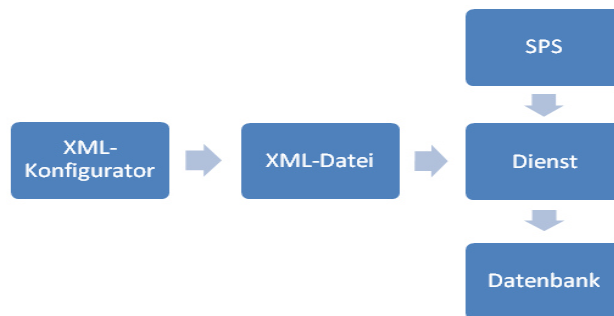 SPS
XML-
Konfigurator
XML-Datei
Dienst
Datenbank